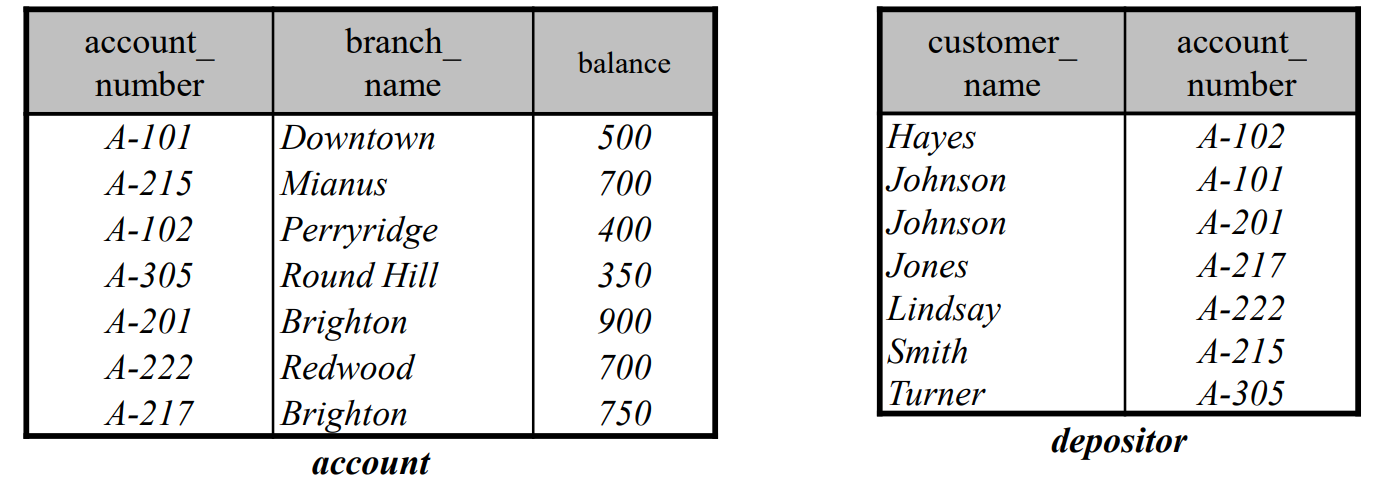 account_ branch_ balance
number name
A-101 Downtown 500
A-215 Mianus 700
A-102 Perryridge 400
A-305 Round Hill 350
A-201 Brighton 900
A-222 Redwood 700
A-217 Brighton 750
account
customer_ account_
name number
Hayes A-102
Johnson A-101
Johnson A-201
Jones A-217
Lindsay A-222
Smith A-215
Turner A-305
depositor